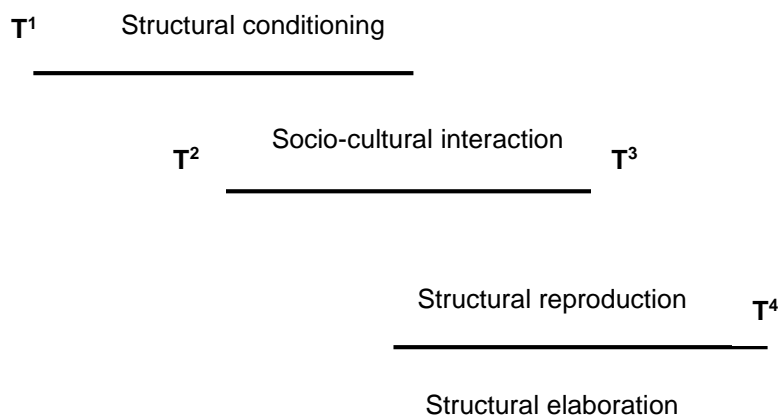 T¹ Structural conditioning
Socio-cultural interaction
T² T³
Structural reproduction T⁴
Structural elaboration